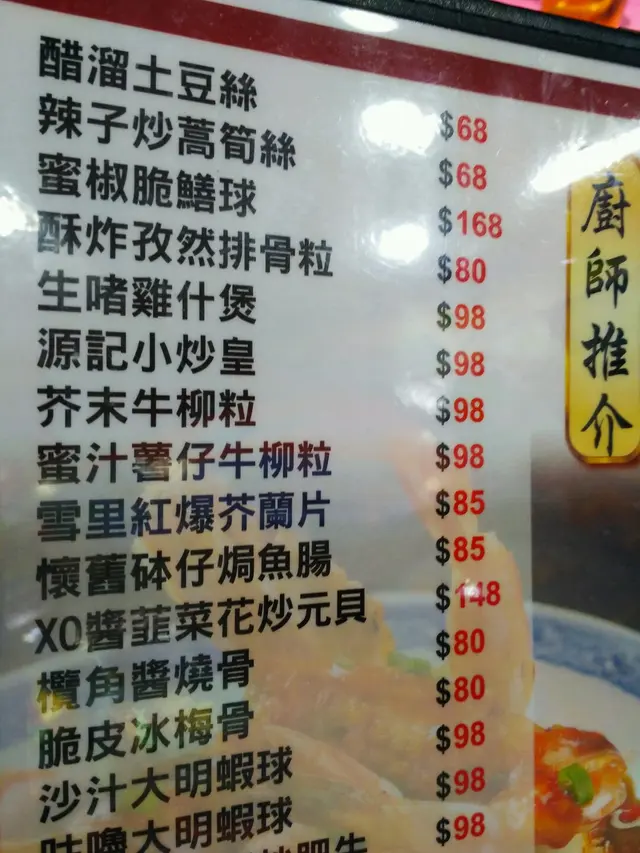 醋溜土豆絲 $68
辣子炒蒿筍絲 $68
蜜椒脆鱔球 $168
酥炸孜然排骨粒 $80
生啫雞什煲 $98
源記小炒皇 $98
芥末牛柳粒 $98
蜜汁薯仔牛柳粒 $98
雪里紅爆芥蘭片 $85
懷舊砵仔焗魚腸 $85
XO醬韮菜花炒元貝 $148
欖角醬燒骨 $80
脆皮冰梅骨 $80
沙汁大明蝦球 $98
咕嚕大明蝦球 $98
肥牛 $98
廚師推介